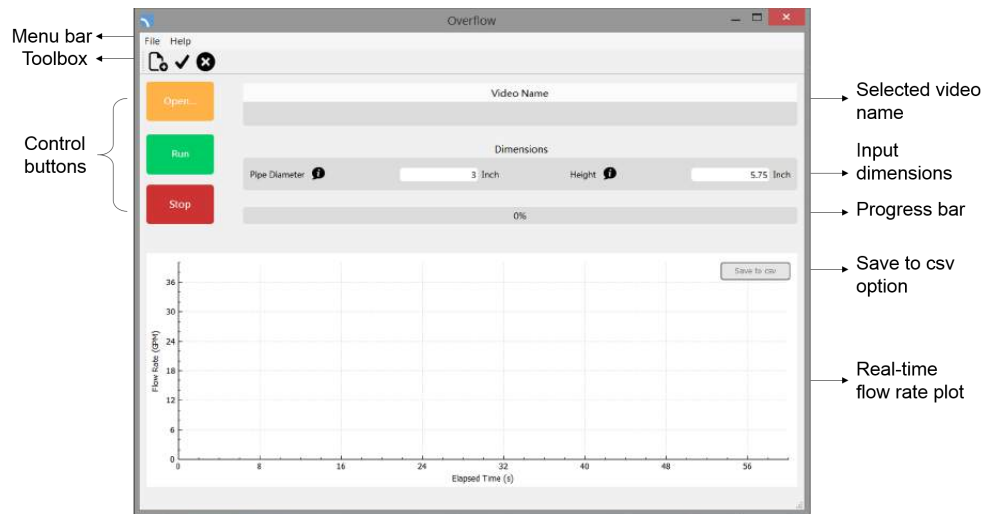 Overflow
Menu bar
File Help
Toolbox
Open...
Video Name
Selected video
name
Control
buttons
Run
Dimensions
Input
dimensions
Pipe Diameter
3 Inch
Height
5.75 Inch
Stop
0%
Progress bar
Save to csv
Save to csv
option
36
30
24
18
12
6
0
Flow Rate (GPM)
Real-time
flow rate plot
0 8 16 24 32 40 48 56
Elapsed Time (s)